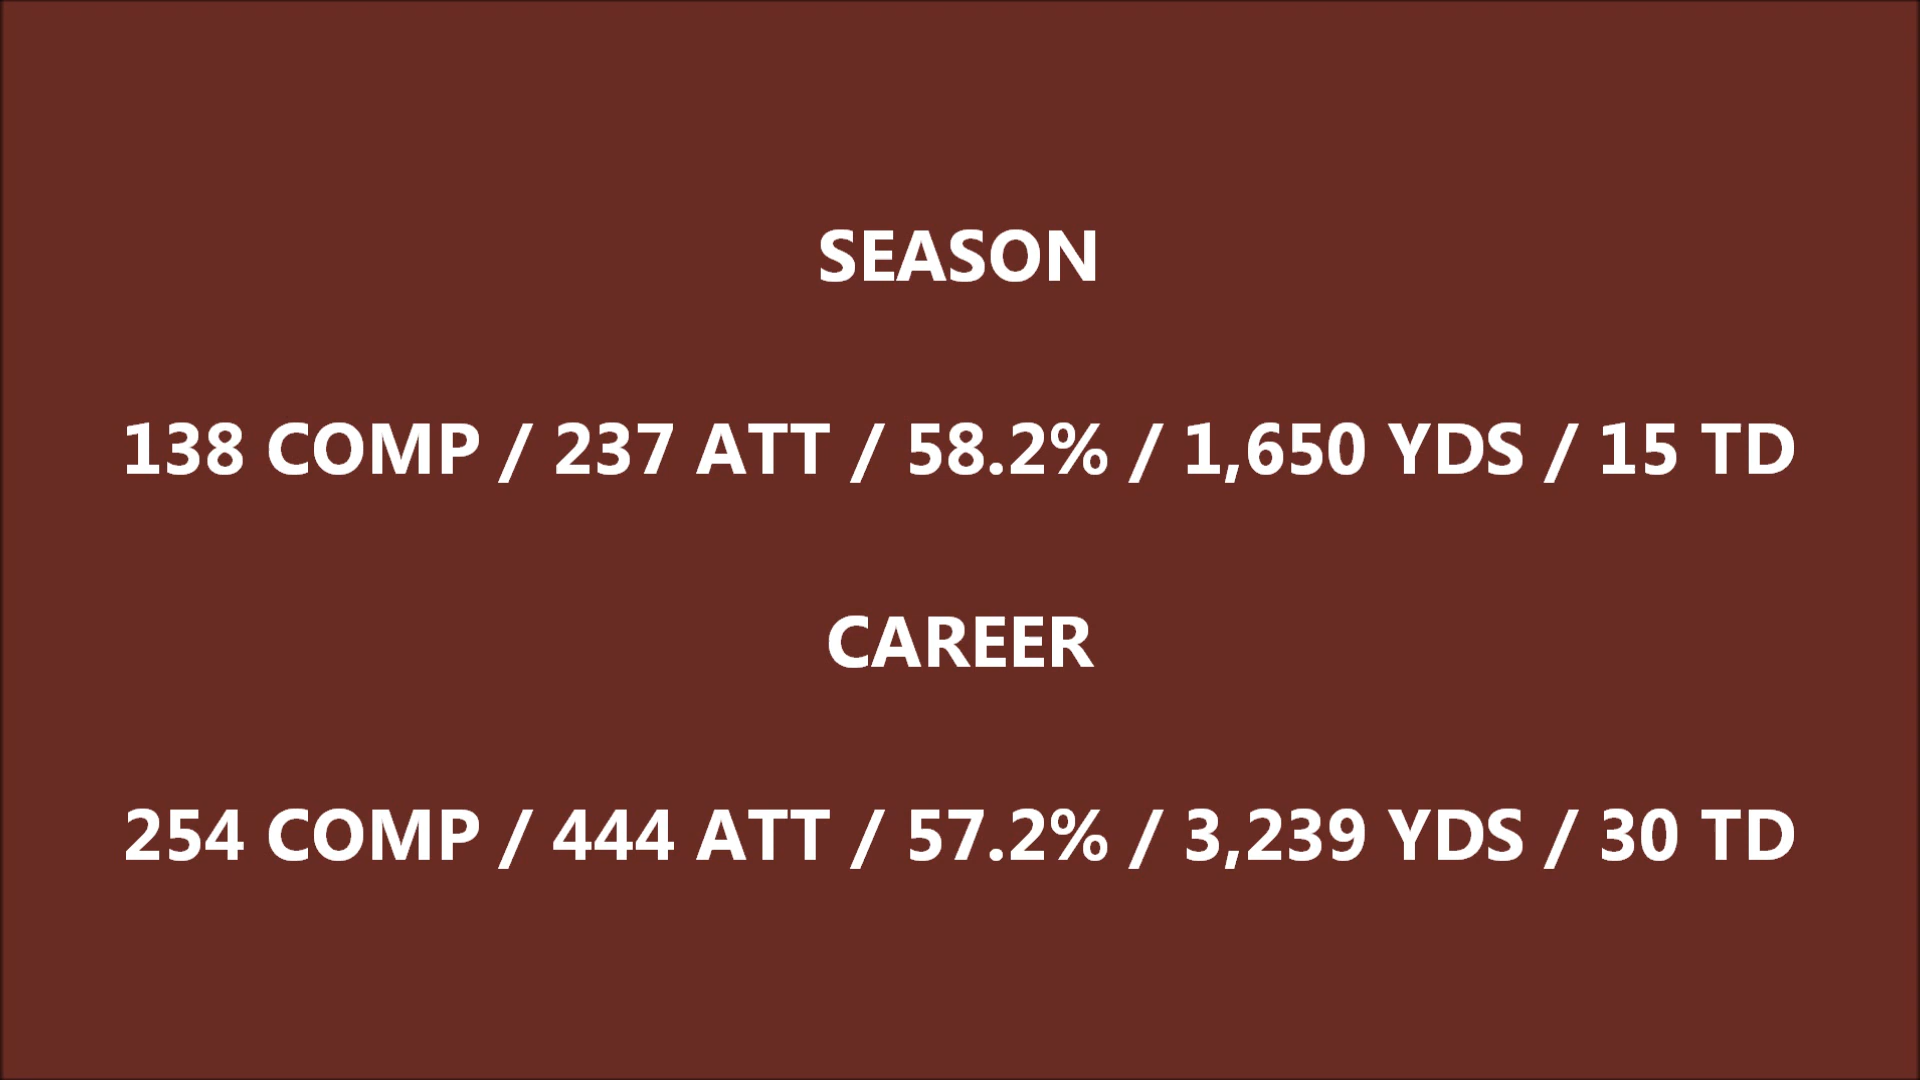 SEASON
138 COMP / 237 ATT / 58.2% / 1,650 YDS / 15 TD
CAREER
254 COMP / 444 ATT / 57.2% / 3,239 YDS / 30 TD